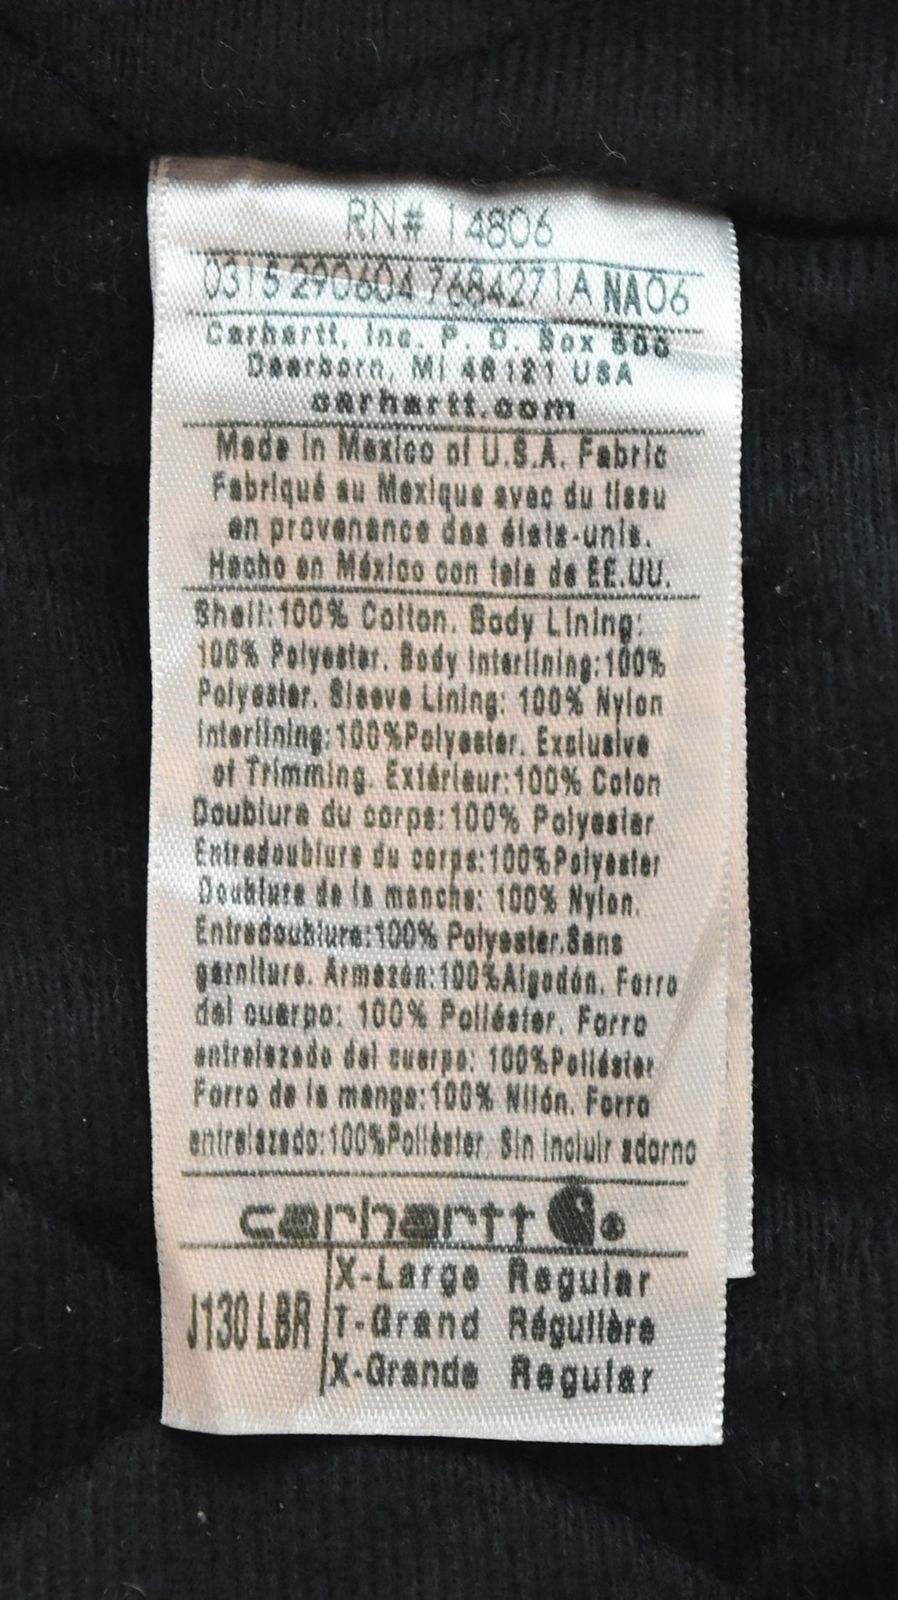 RN# 14806
0315 290604 7684271A NA06
Carhartt, Inc. P. O. Box 600
Dearborn, MI 48121 USA
carhartt.com
Made in Mexico of U.S.A. Fabric
Fabriqué au Mexique avec du tissu
en provenance des états-unis.
Hecho en México con tela de EE.UU.
Shell:100% Cotton. Body Lining:
100% Polyester. Body Interlining:100%
Polyester. Sleeve Lining: 100% Nylon
Interlining:100%Polyester. Exclusive
of Trimming. Extérieur:100% Coton
Doublure du corps:100% Polyester
Entredoublure du corps:100%Polyester
Doublure de la manche: 100% Nylon.
Entredoublure:100% Polyester.Sans
garniture. Armazón:100%Algodón. Forro
del cuerpo: 100% Poliéster. Forro
entrelazado del cuerpo: 100%Poliéster
Forro de la manga:100% Nilón. Forro
entrelazado:100%Poliéster. Sin incluir adorno
carhartt ®
J130 LBR
X-Large Regular
T-Grand Régulière
X-Grande Regular